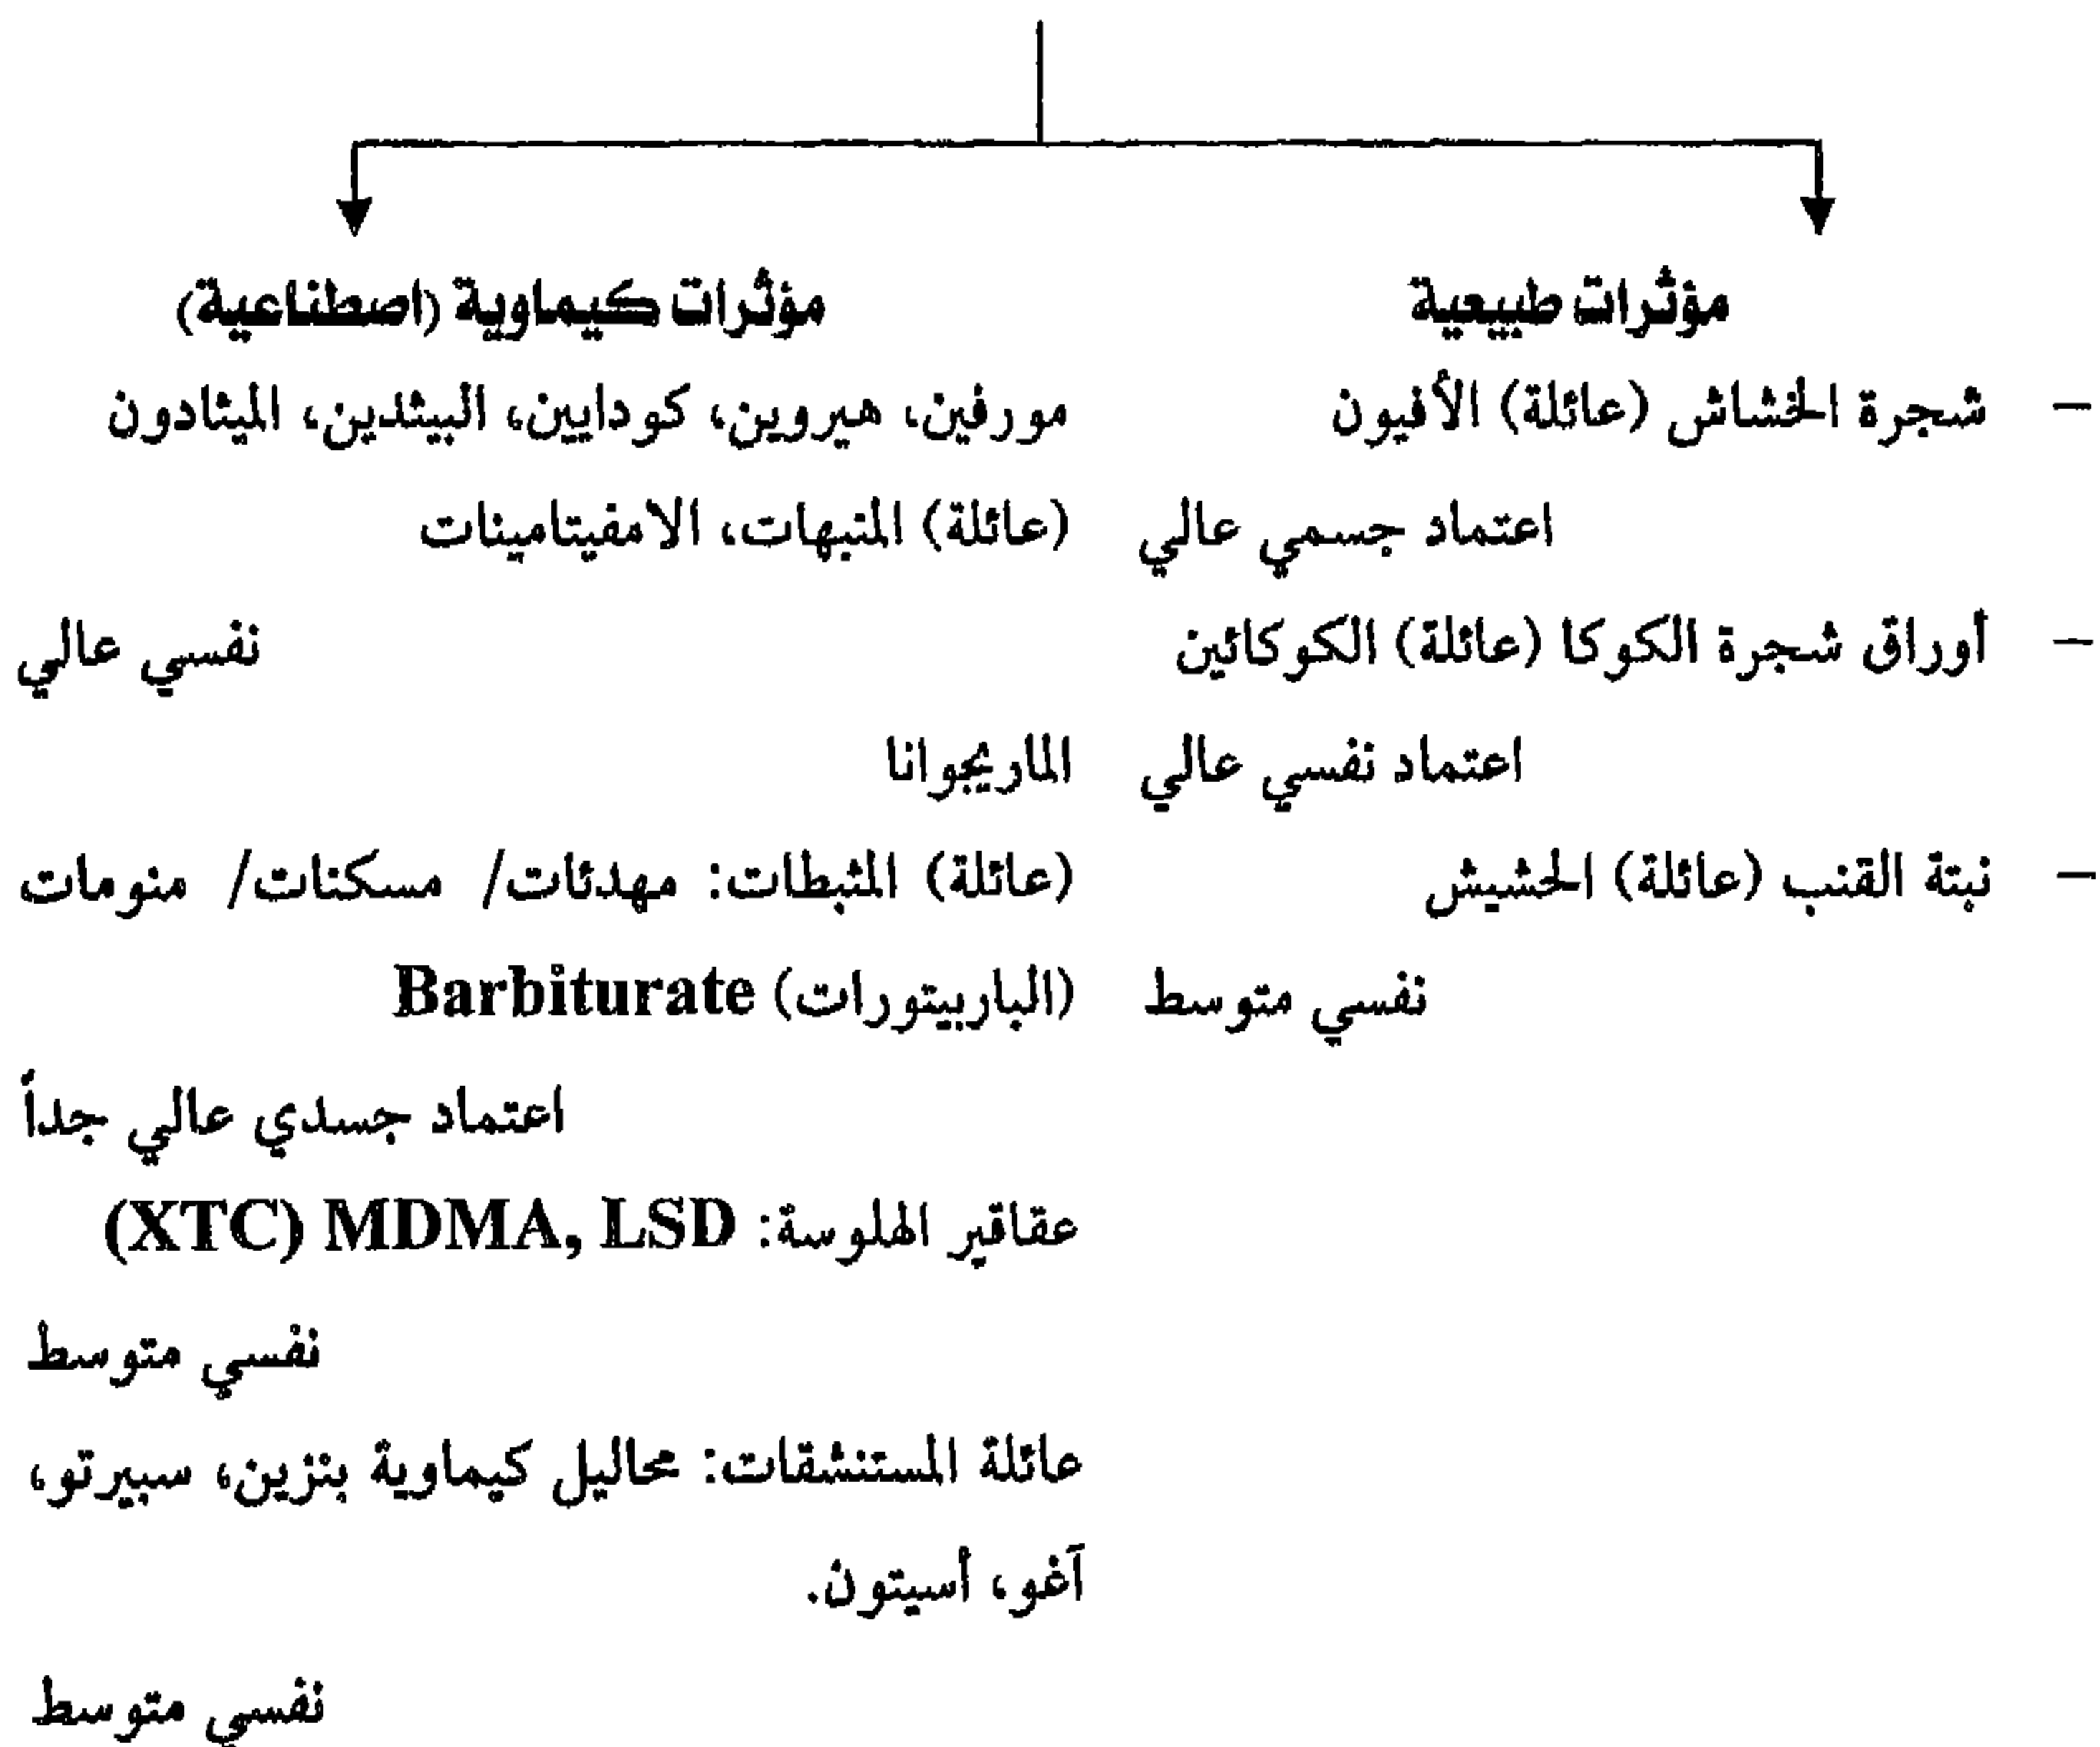 مؤثرات طبيعية
– شجرة الخشاش (عائلة) الأفيون
اعتماد جسمي عالي
– أوراق شجرة الكوكا (عائلة) الكوكائين
اعتماد نفسي عالي
– نبتة القنب (عائلة) الحشيش
نفسي متوسط
مؤثرات كيماوية (اصطناعية)
مورفين، هيروين، كودايين، البيثدين، الميثادون
(عائلة) المنبهات، الامفيتامينات
نفسي عالي
الماريجوانا
(عائلة) المثبطات: مهدئات/ مسكنات/ منومات
(الباربيتورات) Barbiturate
اعتماد جسدي عالي جداً
عقاقير الهلوسة: MDMA, LSD (XTC)
نفسي متوسط
عائلة المستنشقات: محاليل كيماوية بنزين، سبيرتو،
آغو، أسيتون.
نفسي متوسط